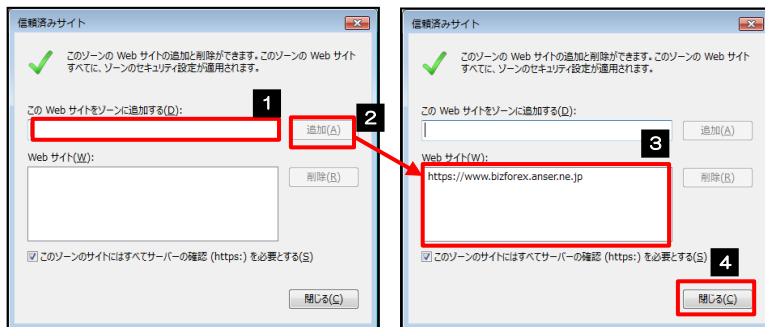 信頼済みサイト
このゾーンの Web サイトの追加と削除ができます。このゾーンの Web サイト
すべてに、ゾーンのセキュリティ設定が適用されます。
この Web サイトをゾーンに追加する(D):
1
追加(A)
2
Web サイト(W):
削除(R)
このゾーンのサイトにはすべてサーバーの確認 (https:) を必要とする(S)
閉じる(C)
信頼済みサイト
このゾーンの Web サイトの追加と削除ができます。このゾーンの Web サイト
すべてに、ゾーンのセキュリティ設定が適用されます。
この Web サイトをゾーンに追加する(D):
追加(A)
3
Web サイト(W):
https://www.bizforex.anser.ne.jp
削除(R)
このゾーンのサイトにはすべてサーバーの確認 (https:) を必要とする(S)
4
閉じる(C)